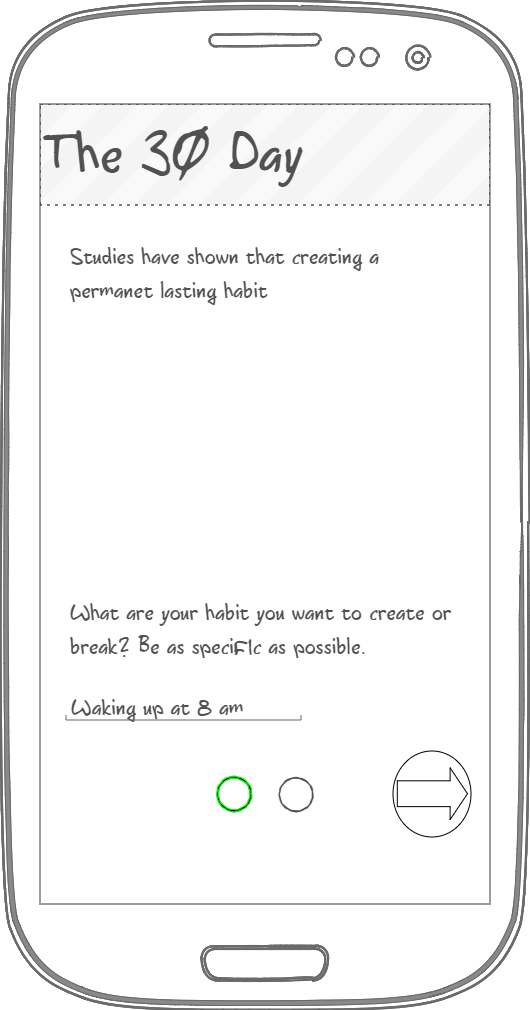 The 30 Day
Studies have shown that creating a
permanet lasting habit
What are your habit you want to create or
break? Be as specific as possible.
Waking up at 8 am